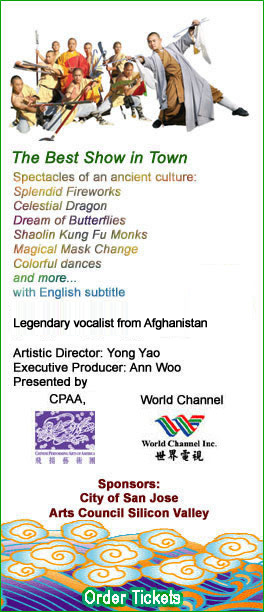 The Best Show in Town
Spectacles of an ancient culture:
Splendid Fireworks
Celestial Dragon
Dream of Butterflies
Shaolin Kung Fu Monks
Magical Mask Change
Colorful dances
and more...
with English subtitle
Legendary vocalist from Afghanistan
Artistic Director: Yong Yao
Executive Producer: Ann Woo
Presented by
CPAA, World Channel
CHINESE PERFORMING ARTS OF AMERICA
World Channel Inc.
飛揚藝術團
世界電視
Sponsors:
City of San Jose
Arts Council Silicon Valley
Order Tickets